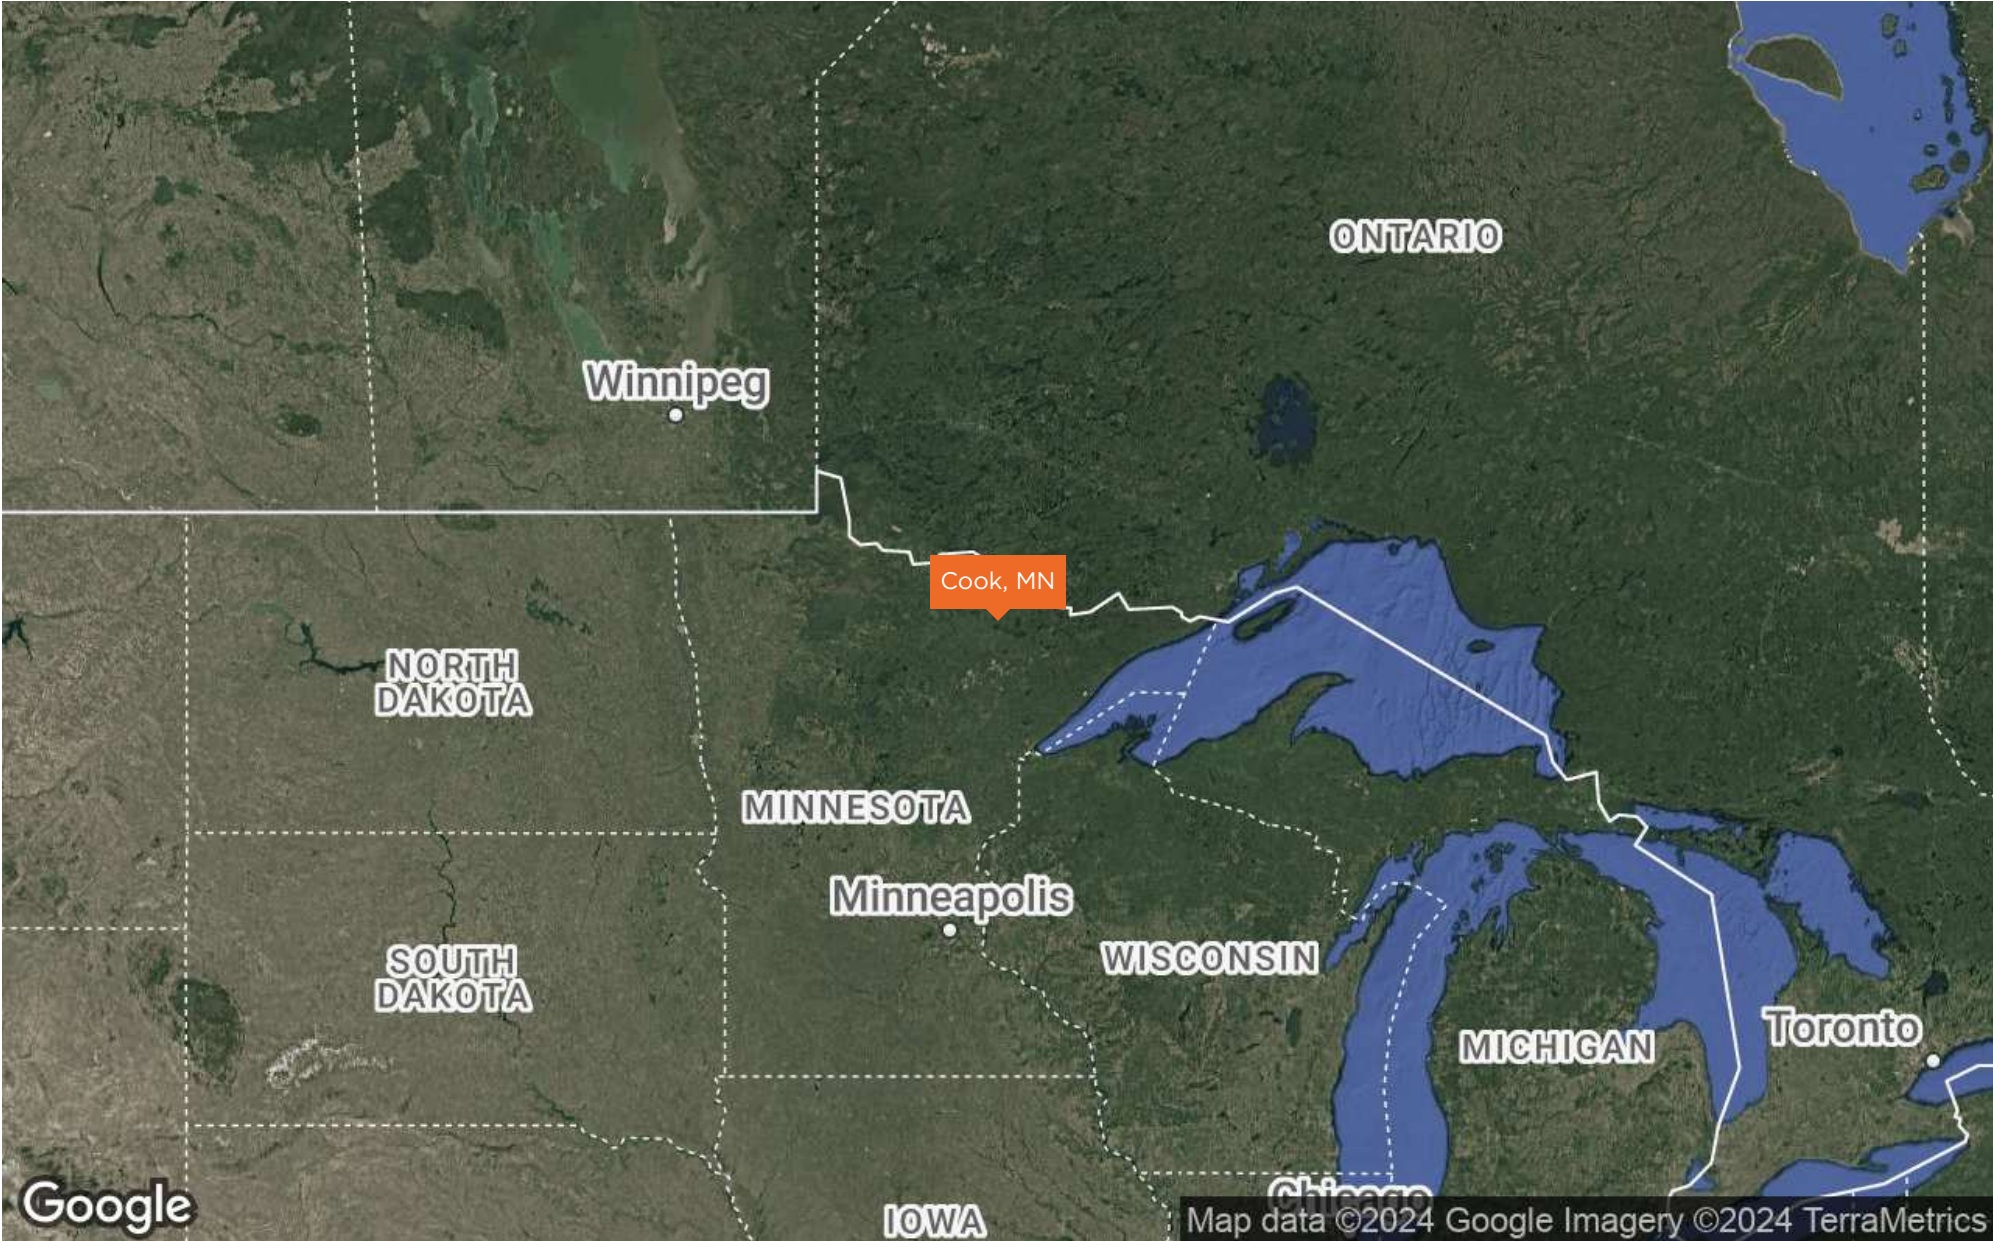 ONTARIO
Winnipeg
Cook, MN
NORTH
DAKOTA
MINNESOTA
Minneapolis
SOUTH
DAKOTA
WISCONSIN
MICHIGAN
Toronto
Chicago
IOWA
Google
Map data ©2024 Google Imagery ©2024 TerraMetrics